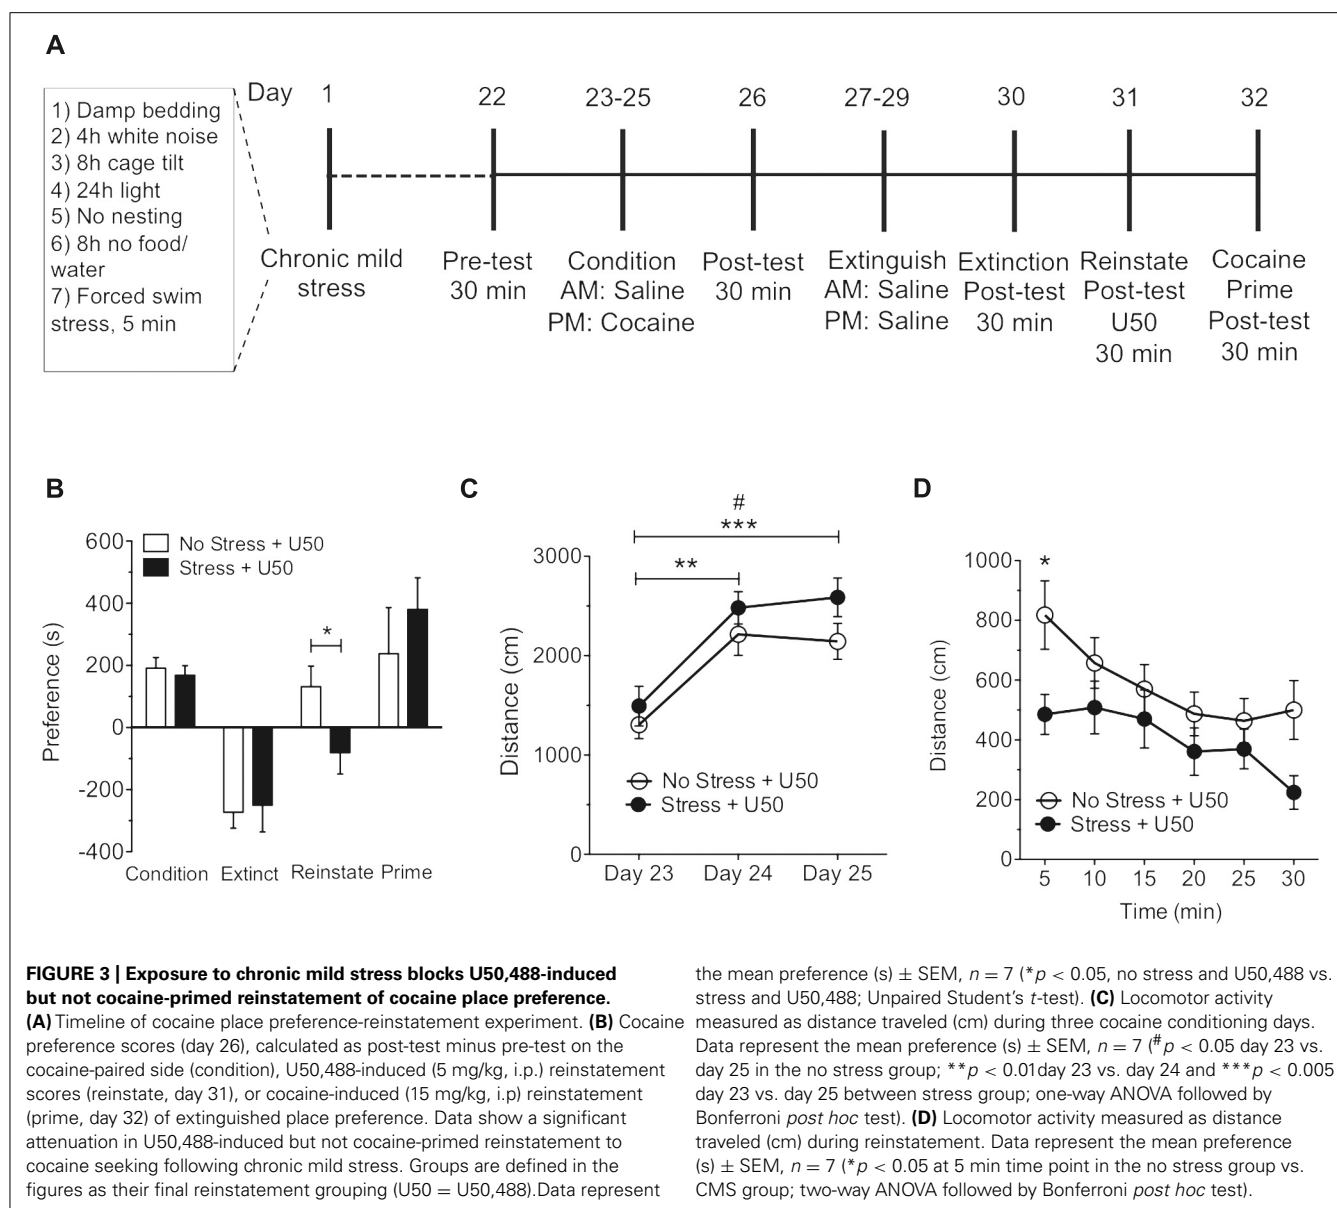 A
1) Damp bedding
2) 4h white noise
3) 8h cage tilt
4) 24h light
5) No nesting
6) 8h no food/
water
7) Forced swim
stress, 5 min
Day 1 22 23-25 26 27-29 30 31 32
Chronic mild
stress
Pre-test
30 min
Condition
AM: Saline
PM: Cocaine
Post-test
30 min
Extinguish
AM: Saline
PM: Saline
Extinction
Post-test
30 min
Reinstate
Post-test
U50
30 min
Cocaine
Prime
Post-test
30 min
B
Preference (s)
600
400
200
0
-200
-400
No Stress + U50
Stress + U50
*
Condition Extinct Reinstate Prime
C
Distance (cm)
3000
2000
1000
0
#
***
**
No Stress + U50
Stress + U50
Day 23 Day 24 Day 25
D
Distance (cm)
1000
800
600
400
200
0
*
No Stress + U50
Stress + U50
5 10 15 20 25 30
Time (min)
FIGURE 3 | Exposure to chronic mild stress blocks U50,488-induced
but not cocaine-primed reinstatement of cocaine place preference.
(A) Timeline of cocaine place preference-reinstatement experiment. (B) Cocaine
preference scores (day 26), calculated as post-test minus pre-test on the
cocaine-paired side (condition), U50,488-induced (5 mg/kg, i.p.) reinstatement
scores (reinstate, day 31), or cocaine-induced (15 mg/kg, i.p) reinstatement
(prime, day 32) of extinguished place preference. Data show a significant
attenuation in U50,488-induced but not cocaine-primed reinstatement to
cocaine seeking following chronic mild stress. Groups are defined in the
figures as their final reinstatement grouping (U50 = U50,488).Data represent
the mean preference (s) ± SEM, n = 7 (*p < 0.05, no stress and U50,488 vs.
stress and U50,488; Unpaired Student's t-test). (C) Locomotor activity
measured as distance traveled (cm) during three cocaine conditioning days.
Data represent the mean preference (s) ± SEM, n = 7 (#p < 0.05 day 23 vs.
day 25 in the no stress group; **p < 0.01day 23 vs. day 24 and ***p < 0.005
day 23 vs. day 25 between stress group; one-way ANOVA followed by
Bonferroni post hoc test). (D) Locomotor activity measured as distance
traveled (cm) during reinstatement. Data represent the mean preference
(s) ± SEM, n = 7 (*p < 0.05 at 5 min time point in the no stress group vs.
CMS group; two-way ANOVA followed by Bonferroni post hoc test).